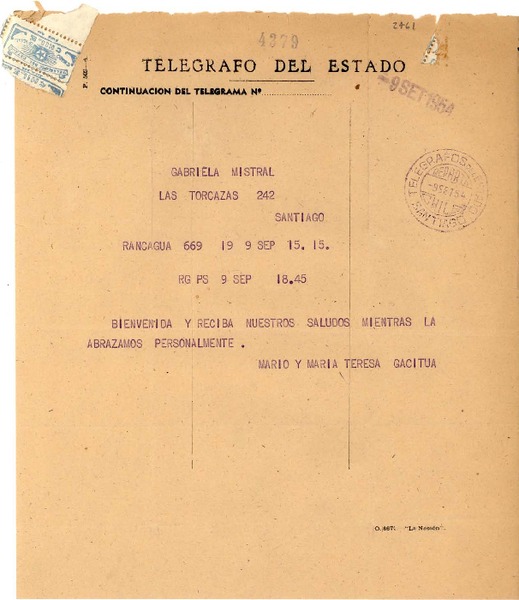 4379
2461
TELEGRAFO DEL ESTADO
CONTINUACION DEL TELEGRAMA Nº
9 SET 1954
GABRIELA MISTRAL
LAS TORCAZAS 242
SANTIAGO
RANCAGUA 669 19 9 SEP 15.15.
RG PS 9 SEP 18.45
BIENVENIDA Y RECIBA NUESTROS SALUDOS MIENTRAS LA
ABRAZAMOS PERSONALMENTE .
MARIO Y MARIA TERESA GACITUA
"La Nación".